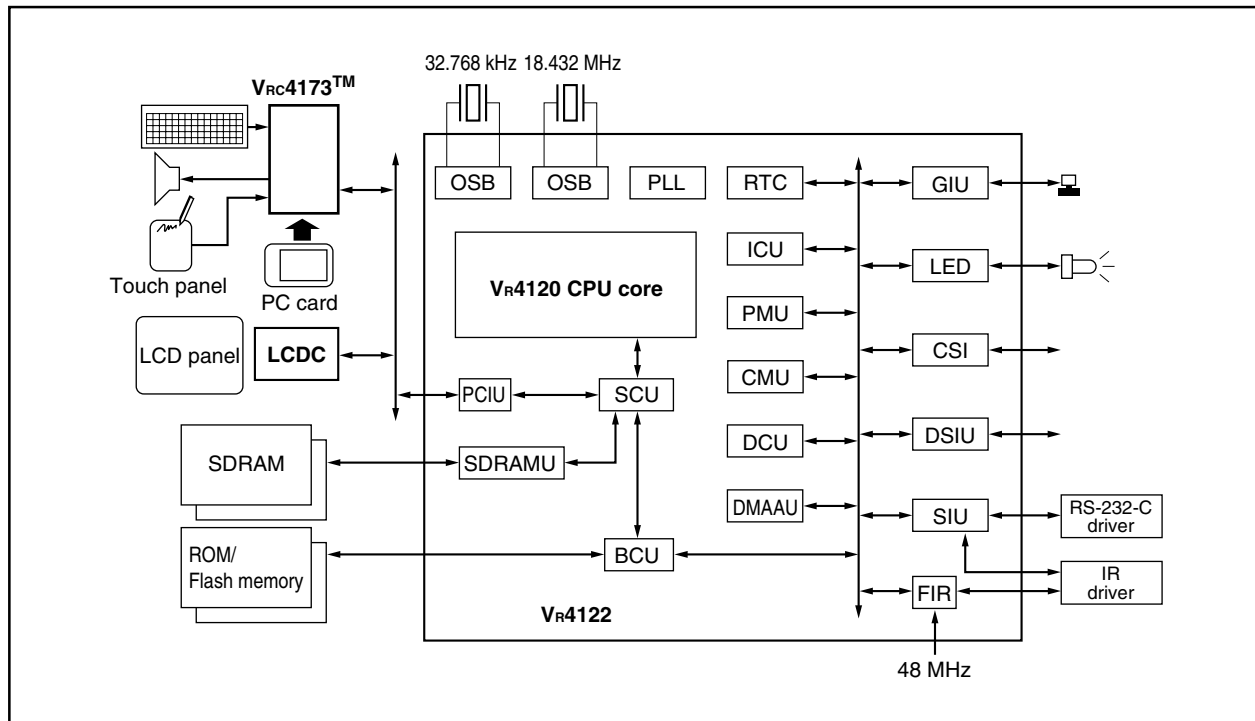 32.768 kHz 18.432 MHz
VRC4173TM
OSB
OSB
PLL
RTC
GIU
Touch panel
PC card
VR4120 CPU core
ICU
LED
LCD panel
LCDC
PMU
CSI
PCIU
SCU
CMU
SDRAM
SDRAMU
DCU
DSIU
DMAAU
SIU
RS-232-C
driver
ROM/
Flash memory
BCU
IR
driver
FIR
VR4122
48 MHz